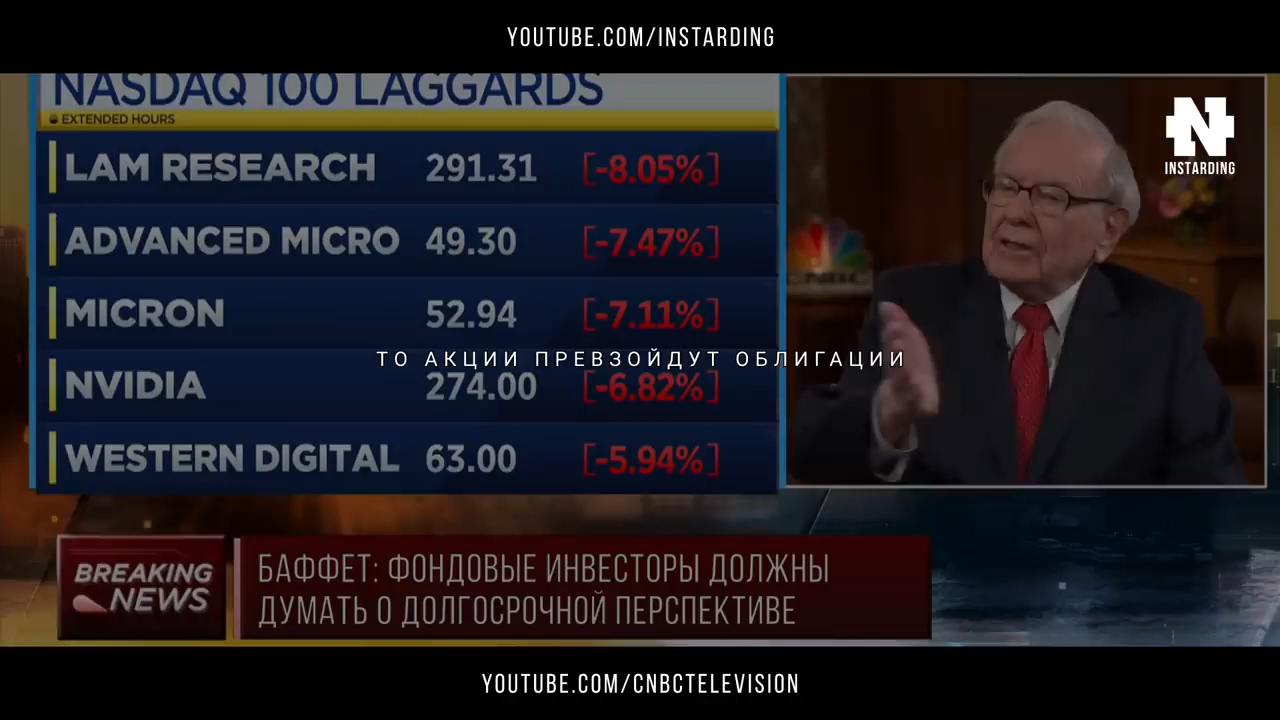 YOUTUBE.COM/INSTARDING
NASDAQ 100 LAGGARDS
EXTENDED HOURS
LAM RESEARCH 291.31 [-8.05%]
ADVANCED MICRO 49.30 [-7.47%]
MICRON 52.94 [-7.11%]
NVIDIA 274.00 [-6.82%]
WESTERN DIGITAL 63.00 [-5.94%]
N
INSTARDING
CNBC
ТО АКЦИИ ПРЕВЗОЙДУТ ОБЛИГАЦИИ
BREAKING
NEWS
БАФФЕТ: ФОНДОВЫЕ ИНВЕСТОРЫ ДОЛЖНЫ
ДУМАТЬ О ДОЛГОСРОЧНОЙ ПЕРСПЕКТИВЕ
YOUTUBE.COM/CNBCTELEVISION